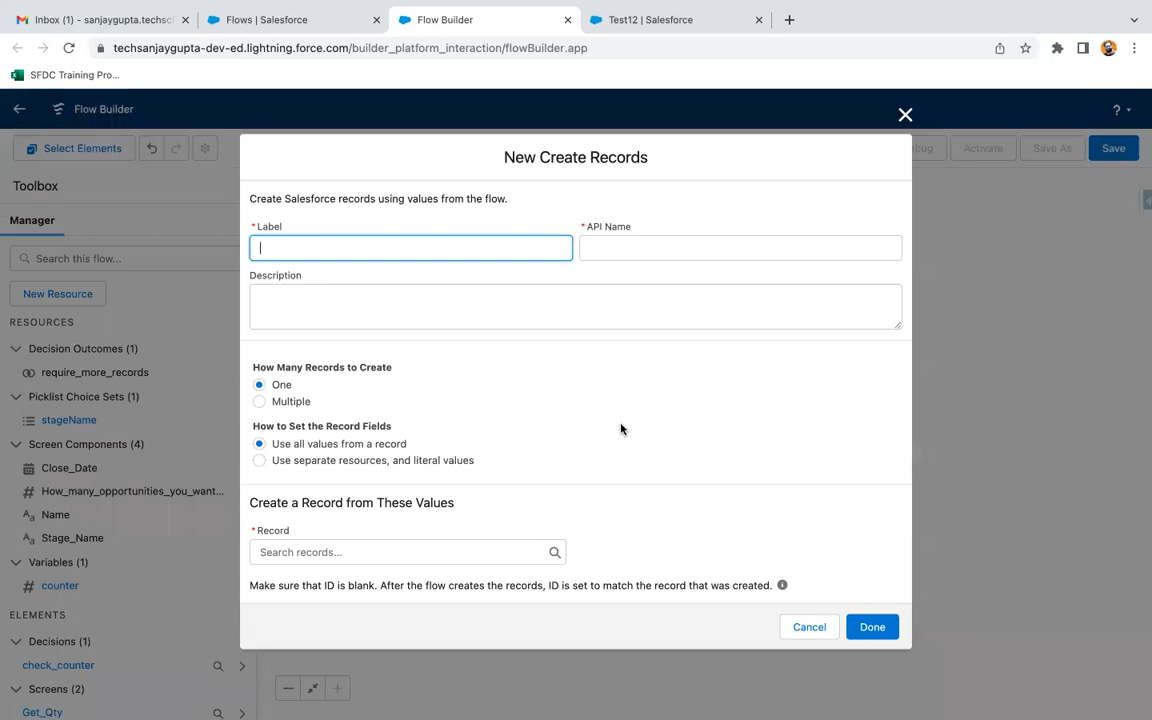 Inbox (1) - sanjaygupta.techsc
Flows | Salesforce
Flow Builder
Test12 | Salesforce
techsanjaygupta-dev-ed.lightning.force.com/builder_platform_interaction/flowBuilder.app
SFDC Training Pro...
Flow Builder
?
Select Elements
Debug
Activate
Save As
Save
Toolbox
Manager
Search this flow...
New Resource
RESOURCES
Decision Outcomes (1)
require_more_records
Picklist Choice Sets (1)
stageName
Screen Components (4)
Close_Date
# How_many_opportunities_you_want...
Aa Name
Aa Stage_Name
Variables (1)
# counter
ELEMENTS
Decisions (1)
check_counter
Screens (2)
Get_Qty
New Create Records
Create Salesforce records using values from the flow.
* Label
* API Name
Description
How Many Records to Create
One
Multiple
How to Set the Record Fields
Use all values from a record
Use separate resources, and literal values
Create a Record from These Values
* Record
Search records...
Make sure that ID is blank. After the flow creates the records, ID is set to match the record that was created.
Cancel
Done